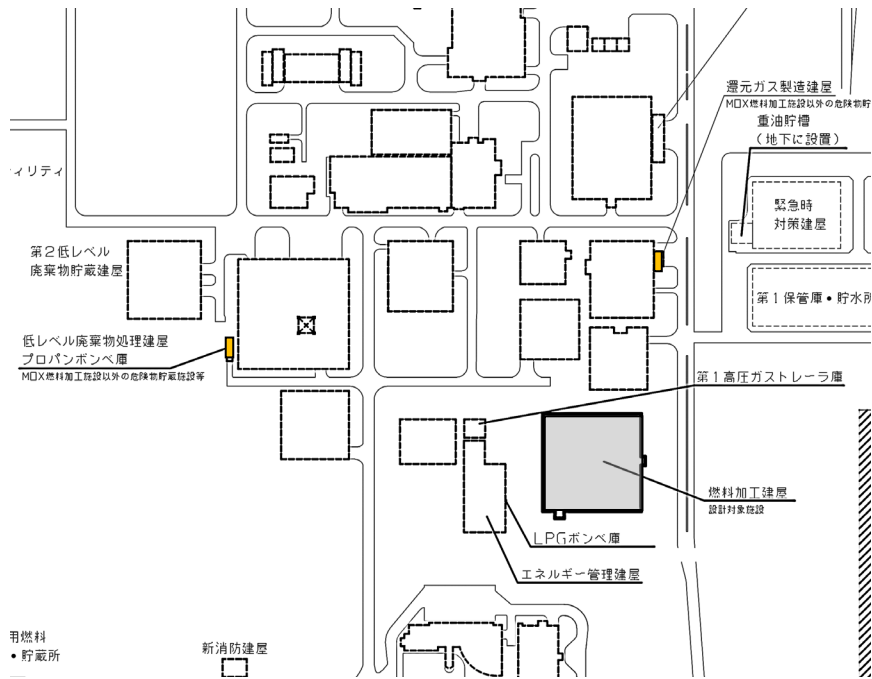 還元ガス製造建屋
MOX燃料加工施設以外の危険物貯
重油貯槽
(地下に設置)
ィリティ
緊急時
対策建屋
第2低レベル
廃棄物貯蔵建屋
第1保管庫・貯水所
低レベル廃棄物処理建屋
プロパンボンベ庫
MOX燃料加工施設以外の危険物貯蔵施設等
第1高圧ガストレーラ庫
燃料加工建屋
設計対象施設
LPGボンベ庫
エネルギー管理建屋
用燃料
・貯蔵所
新消防建屋